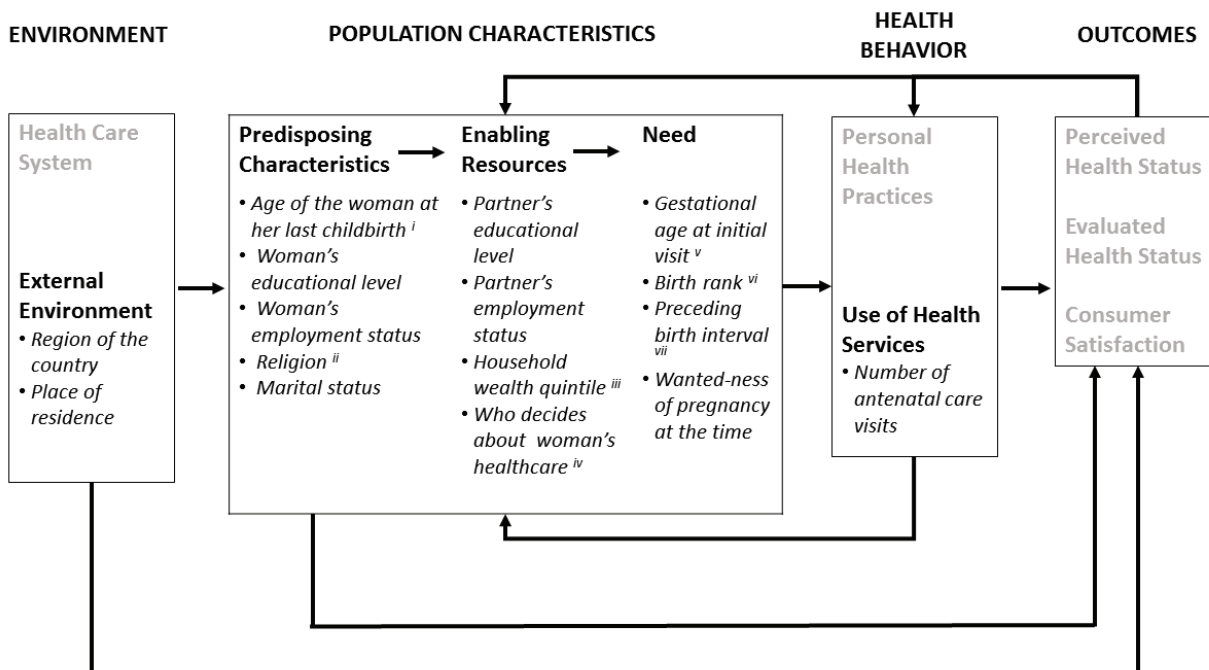 ENVIRONMENT
POPULATION CHARACTERISTICS
HEALTH
BEHAVIOR
OUTCOMES
Health Care
System
External
Environment
• Region of the
country
• Place of
residence
Predisposing
Characteristics
• Age of the woman at
her last childbirth i
• Woman's
educational level
• Woman's
employment status
• Religion ii
• Marital status
Enabling
Resources
• Partner's
educational
level
• Partner's
employment
status
• Household
wealth quintile iii
• Who decides
about woman's
healthcare iv
Need
• Gestational
age at initial
visit v
• Birth rank vi
• Preceding
birth interval
vii
• Wanted-ness
of pregnancy
at the time
Personal
Health
Practices
Use of Health
Services
• Number of
antenatal care
visits
Perceived
Health Status
Evaluated
Health Status
Consumer
Satisfaction